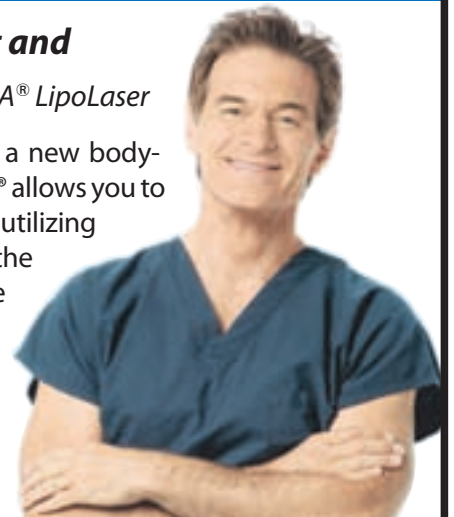 r and
A® LipoLaser
a new body-
® allows you to
utilizing
the
e